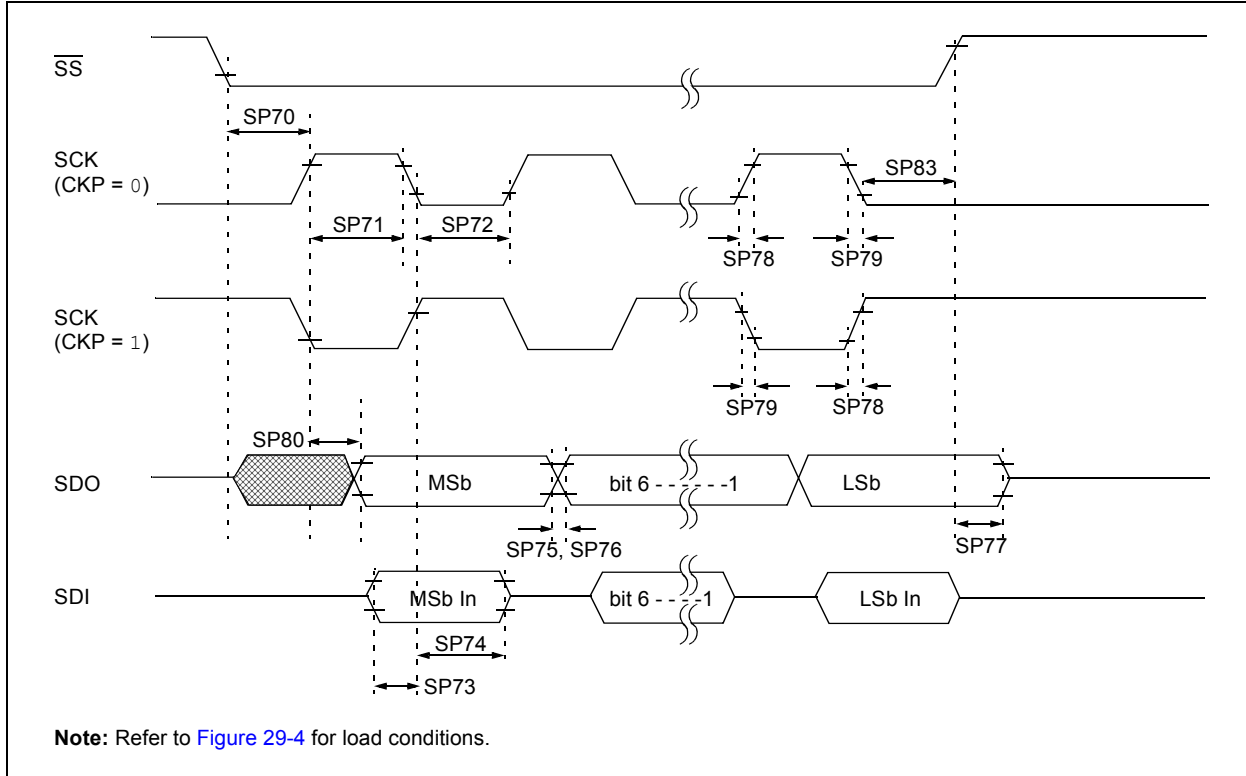 SS
SP70
SCK
(CKP = 0)
SP83
SP71
SP72
SP78
SP79
SCK
(CKP = 1)
SP79
SP78
SP80
SDO
MSb
bit 6 - - - - - - -1
LSb
SP75, SP76
SP77
SDI
MSb In
bit 6 - - - -1
LSb In
SP74
SP73
Note: Refer to Figure 29-4 for load conditions.